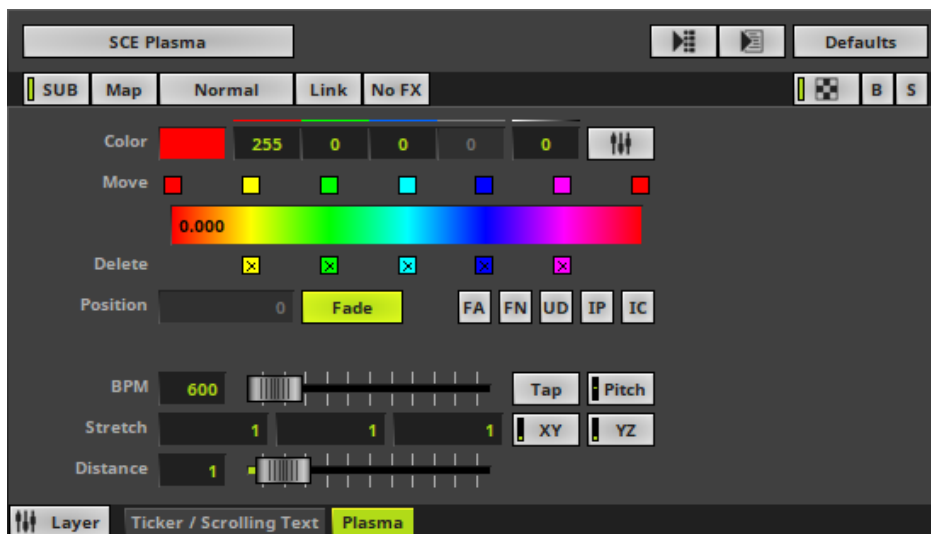 SCE Plasma Defaults
SUB Map Normal Link No FX B S
Color 255 0 0 0 0
Move
0.000
Delete
Position 0 Fade FA FN UD IP IC
BPM 600 Tap Pitch
Stretch 1 1 1 XY YZ
Distance 1
Layer Ticker / Scrolling Text Plasma